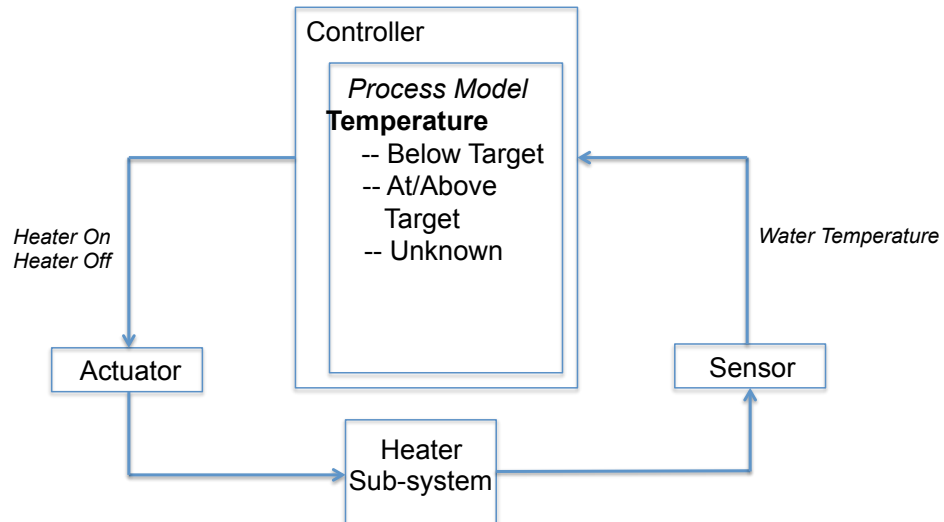 Controller
Process Model
Temperature
-- Below Target
-- At/Above
Target
-- Unknown
Heater On
Heater Off
Water Temperature
Actuator
Sensor
Heater
Sub-system